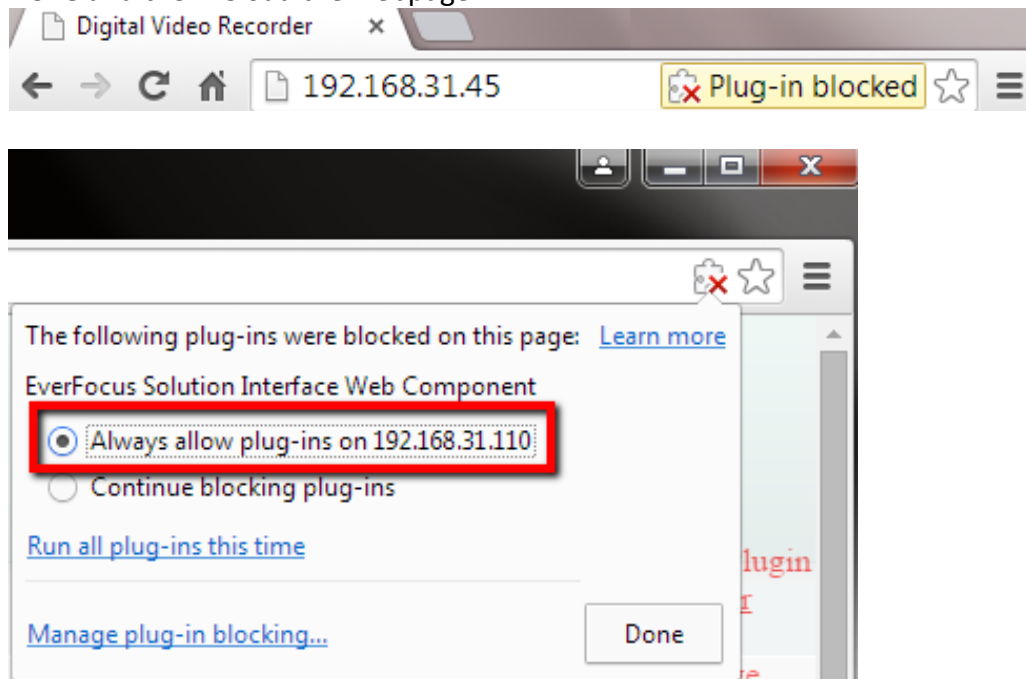 Digital Video Recorder
192.168.31.45 Plug-in blocked
The following plug-ins were blocked on this page: Learn more
EverFocus Solution Interface Web Component
Always allow plug-ins on 192.168.31.110
Continue blocking plug-ins
Run all plug-ins this time
lugin
r
Manage plug-in blocking...
Done